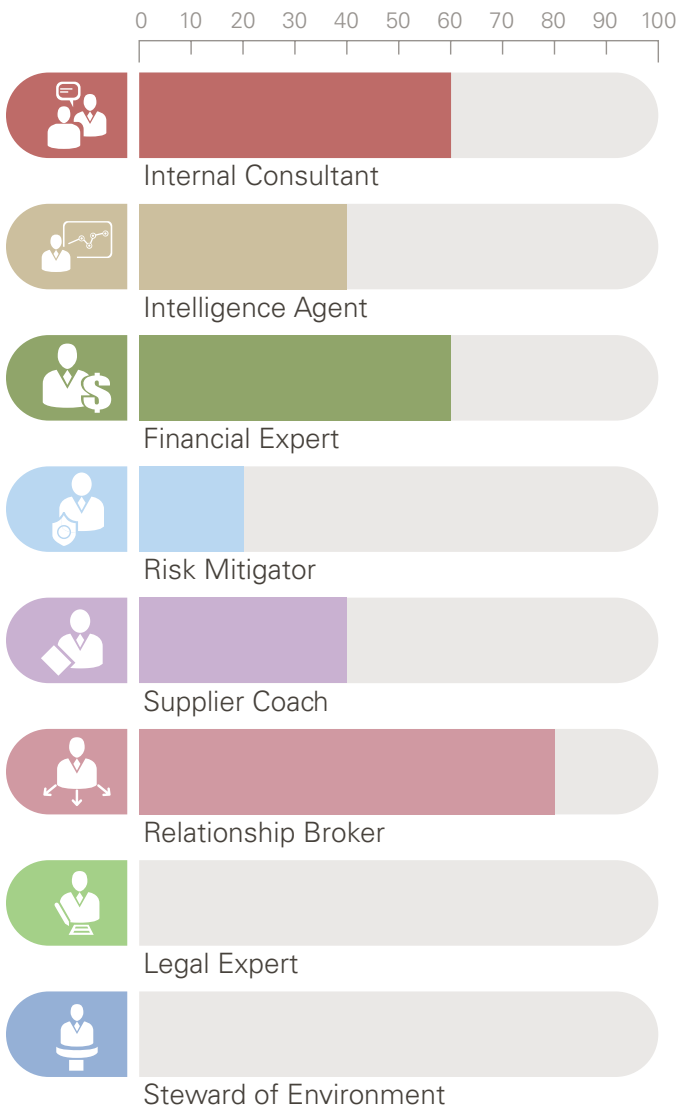 0 10 20 30 40 50 60 70 80 90 100
Internal Consultant
Intelligence Agent
$
Financial Expert
Risk Mitigator
Supplier Coach
Relationship Broker
Legal Expert
Steward of Environment